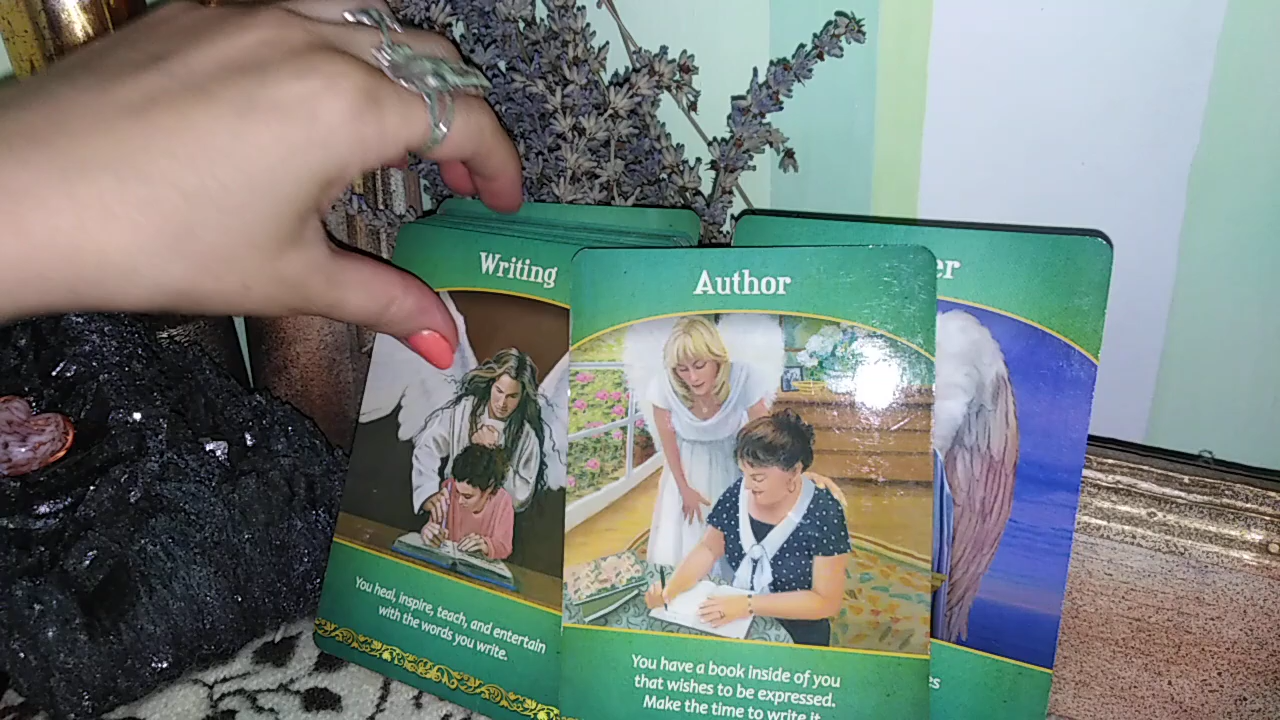 Writing
You heal, inspire, teach, and entertain
with the words you write.
Author
You have a book inside of you
that wishes to be expressed.
Make the time to write it